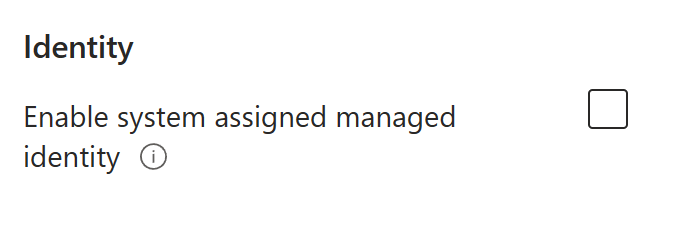 Identity
Enable system assigned managed
identity